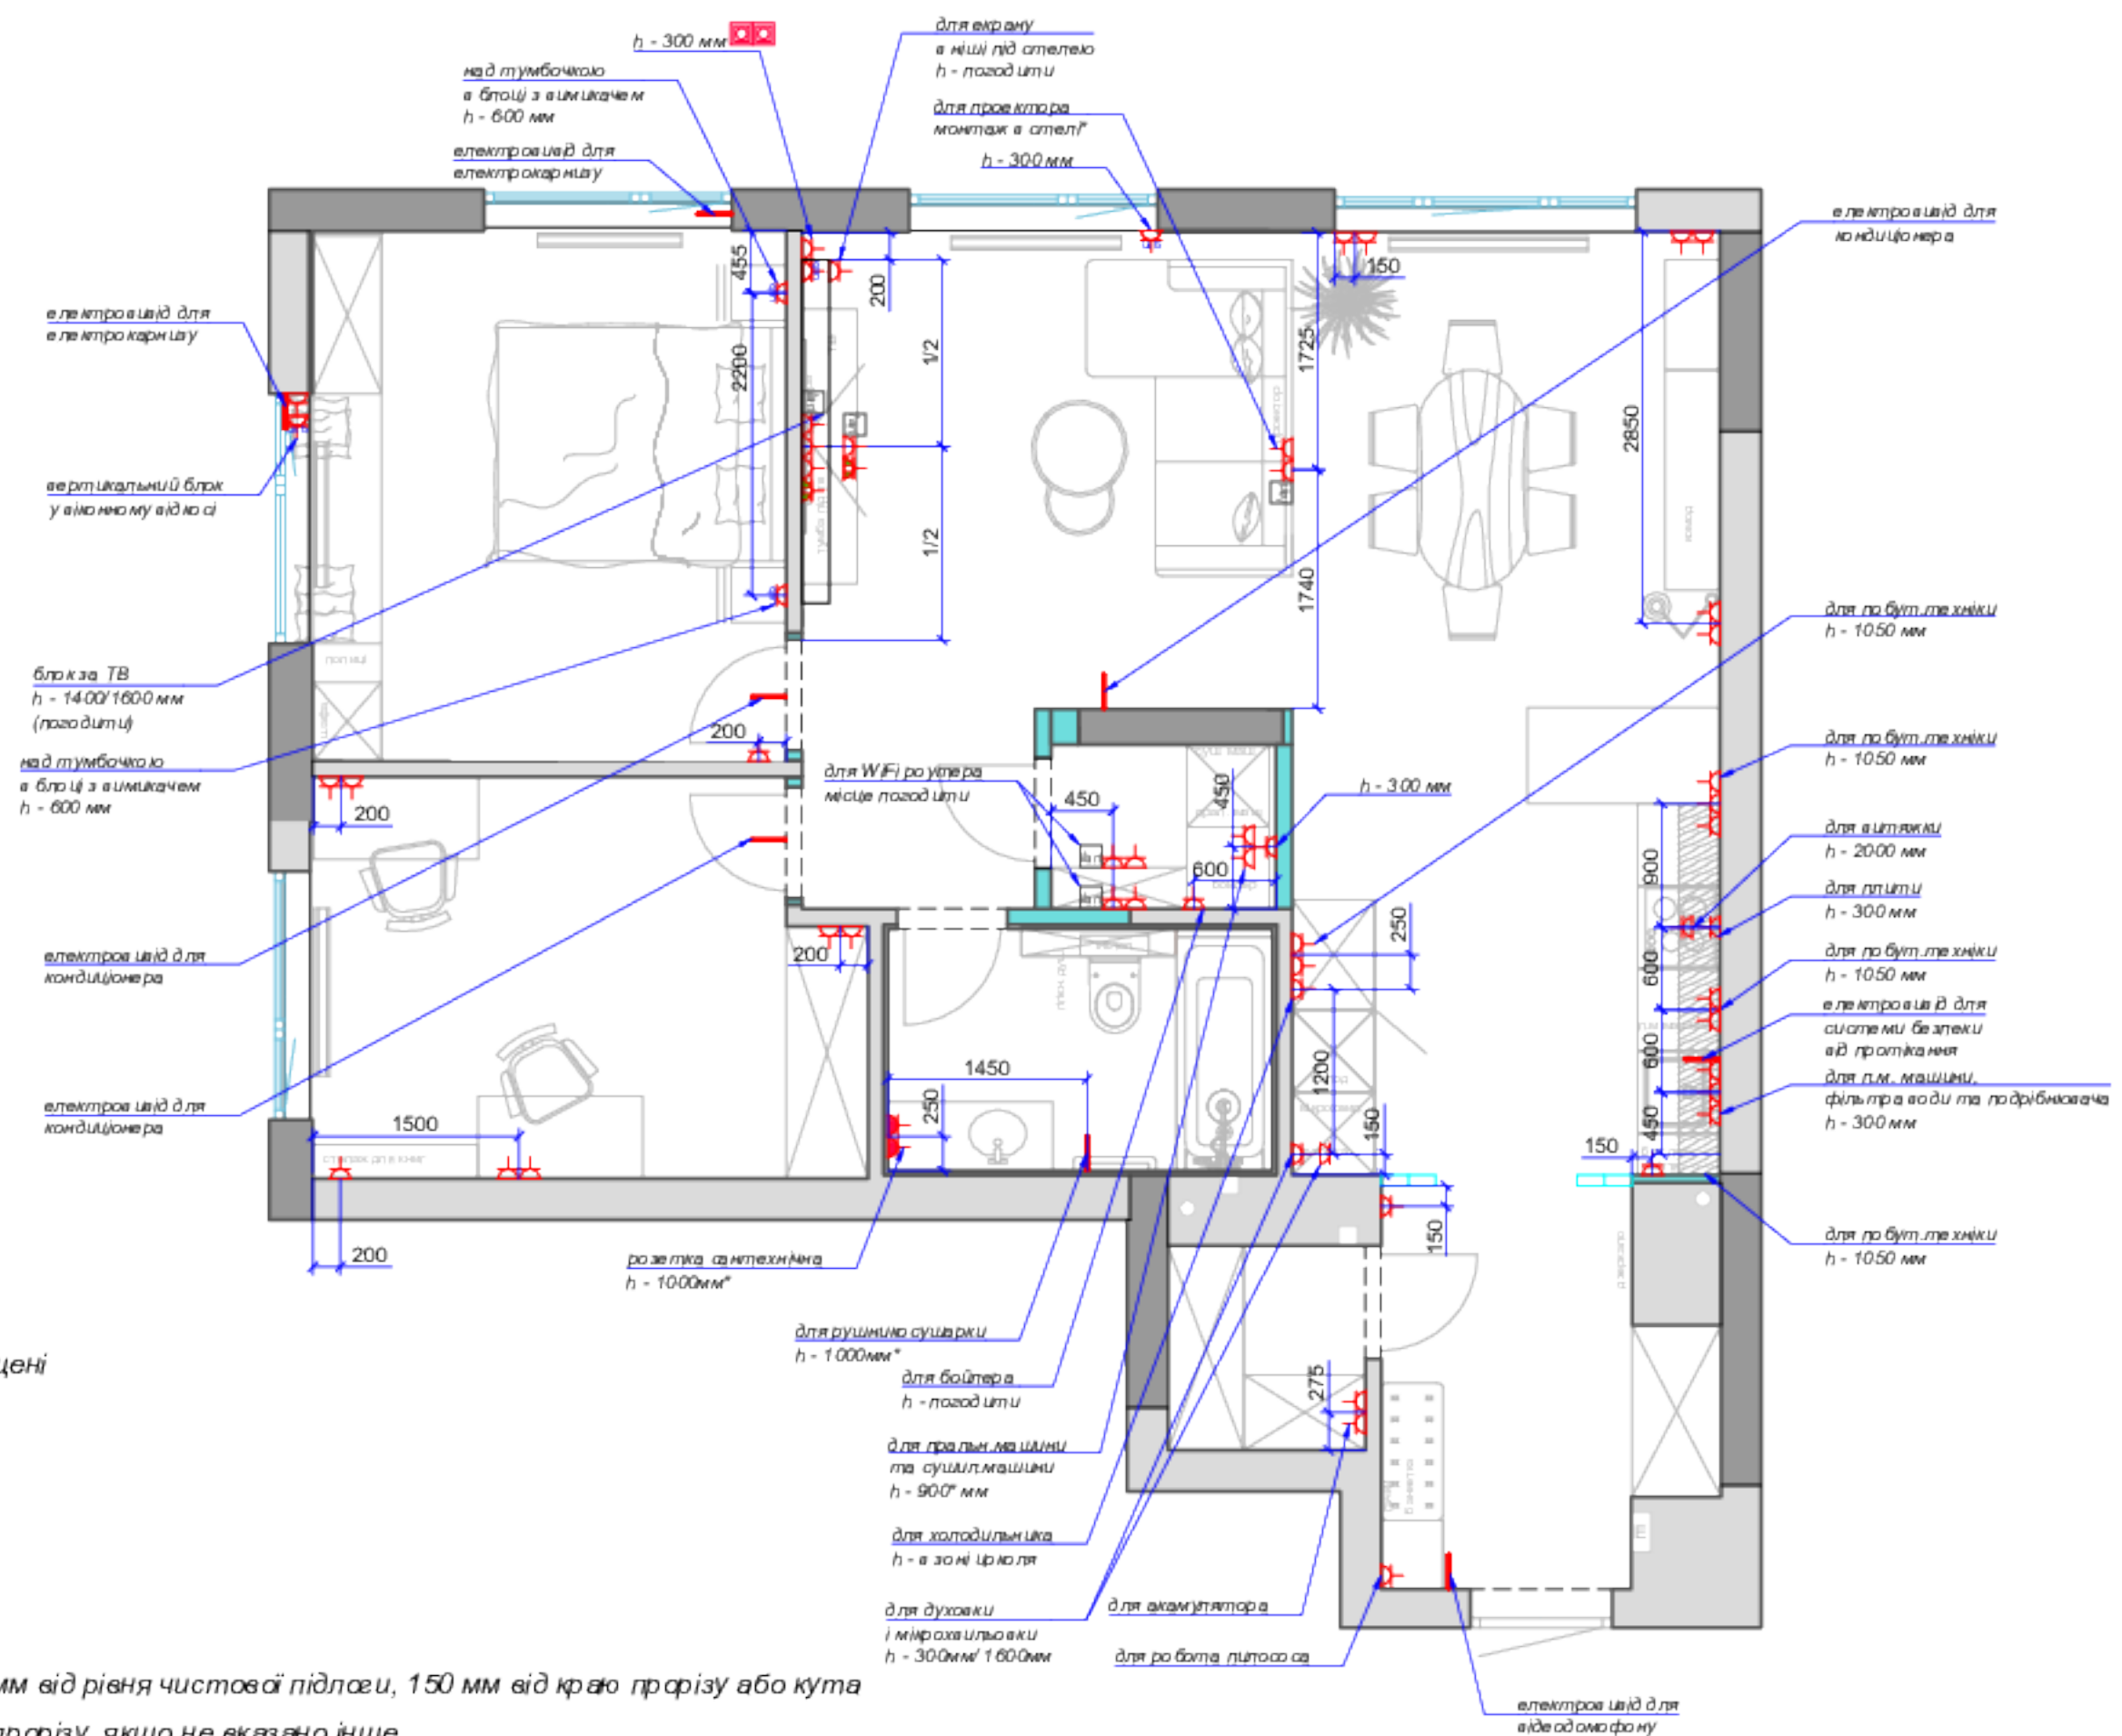 h - 300 мм
для екрану
в ніші під стелею
h - погодити
над тумбочкою
в блоці з вимикачем
h - 600 мм
для проектора
монтаж в стелі*
h - 300 мм
електровивід для
електрокарнизу
електровивід для
кондиціонера
455
200
150
електровивід для
електрокарнизу
1/2
1725
2200
2850
вертикальний блок
у віконному відкосі
1/2
1740
для побут.техніки
h - 1050 мм
блок за ТВ
h - 1400/1600 мм
(погодити)
200
для побут.техніки
h - 1050 мм
над тумбочкою
в блоці з вимикачем
h - 600 мм
для WiFi роутера
місце погодити
450
450
h - 300 мм
200
для витяжки
h - 2000 мм
900
600
для плити
h - 300 мм
250
200
електровивід для
кондиціонера
600
для побут.техніки
h - 1050 мм
електровивід для
системи безпеки
від протікання
1450
1200
600
250
для п.м. машини,
фільтра води та подрібнювача
h - 300 мм
електровивід для
кондиціонера
1500
150
450
150
200
150
для побут.техніки
h - 1050 мм
розетка сантехнічна
h - 1000мм*
для рушникосушарки
h - 1000мм*
щені
для бойлера
h - погодити
275
для пральн.машини
та сушил.машини
h - 900* мм
для холодильника
h - в зоні цоколя
для духовки
і мікрохвильовки
h - 300мм/ 1600мм
для акамулятора
для робота пилососа
мм від рівня чистової підлоги, 150 мм від краю прорізу або кута
прорізу, якщо не вказано інше
електровивід для
відеодомофону